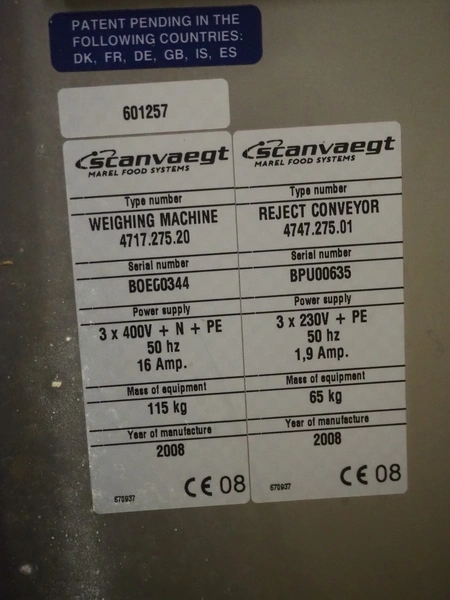 PATENT PENDING IN THE
FOLLOWING COUNTRIES:
DK, FR, DE, GB, IS, ES
601257
scanvaegt
MAREL FOOD SYSTEMS
Type number
WEIGHING MACHINE
4717.275.20
Serial number
BOEG0344
Power supply
3 x 400V + N + PE
50 hz
16 Amp.
Mass of equipment
115 kg
Year of manufacture
2008
CE 08
570937
scanvaegt
MAREL FOOD SYSTEMS
Type number
REJECT CONVEYOR
4747.275.01
Serial number
BPU00635
Power supply
3 x 230V + PE
50 hz
1,9 Amp.
Mass of equipment
65 kg
Year of manufacture
2008
CE 08
570937